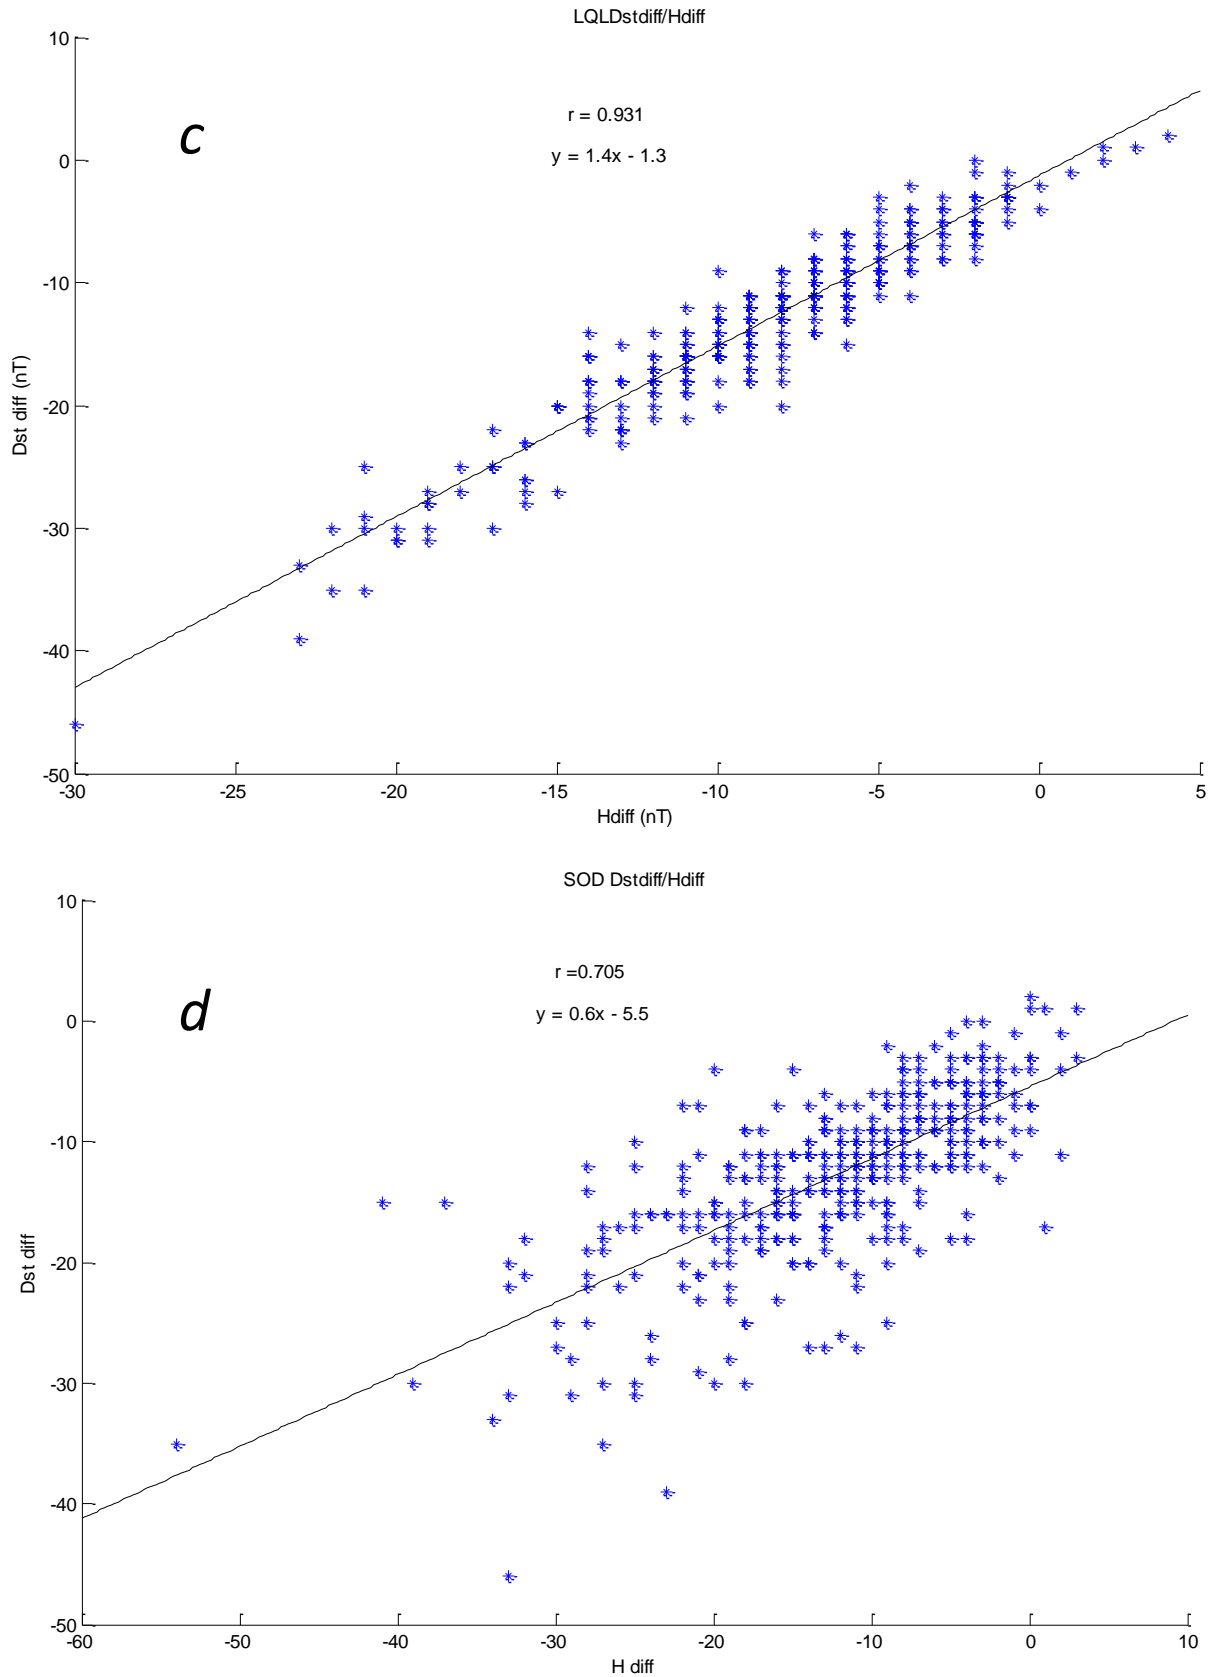 LQLDstdiff/Hdiff
10
0
-10
-20
-30
-40
-50
Dst diff (nT)
c
r = 0.931
y = 1.4x - 1.3
-30 -25 -20 -15 -10 -5 0 5
Hdiff (nT)
SOD Dstdiff/Hdiff
10
0
-10
-20
-30
-40
-50
Dst diff
d
r =0.705
y = 0.6x - 5.5
-60 -50 -40 -30 -20 -10 0 10
H diff